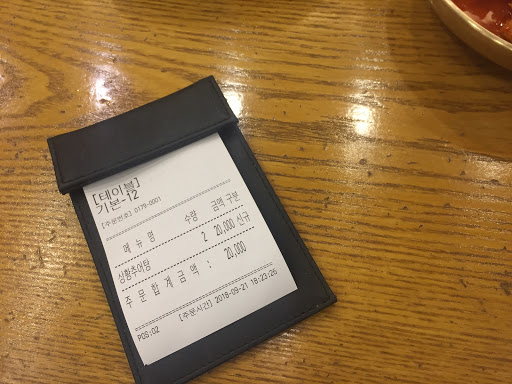 [테이블]
기본-12
[주문번호] 0179-0001
메 뉴 명 수량 금액 구분
상황추어탕 2 20,000 신규
주 문 합 계 금 액 : 20,000
[주문시간] 2018-09-21 18:23:26
POS:02